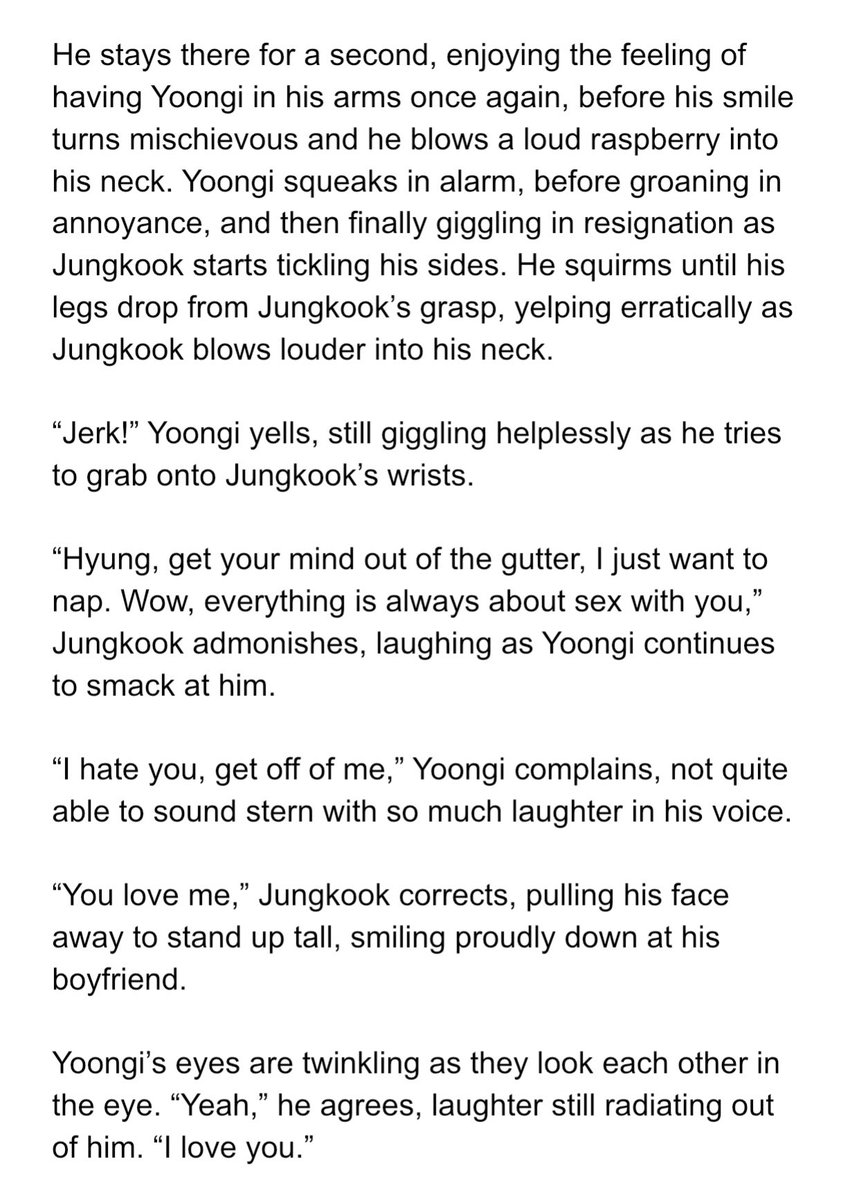 He stays there for a second, enjoying the feeling of
having Yoongi in his arms once again, before his smile
turns mischievous and he blows a loud raspberry into
his neck. Yoongi squeaks in alarm, before groaning in
annoyance, and then finally giggling in resignation as
Jungkook starts tickling his sides. He squirms until his
legs drop from Jungkook’s grasp, yelping erratically as
Jungkook blows louder into his neck.
“Jerk!” Yoongi yells, still giggling helplessly as he tries
to grab onto Jungkook’s wrists.
“Hyung, get your mind out of the gutter, I just want to
nap. Wow, everything is always about sex with you,”
Jungkook admonishes, laughing as Yoongi continues
to smack at him.
“I hate you, get off of me,” Yoongi complains, not quite
able to sound stern with so much laughter in his voice.
“You love me,” Jungkook corrects, pulling his face
away to stand up tall, smiling proudly down at his
boyfriend.
Yoongi’s eyes are twinkling as they look each other in
the eye. “Yeah,” he agrees, laughter still radiating out
of him. “I love you.”